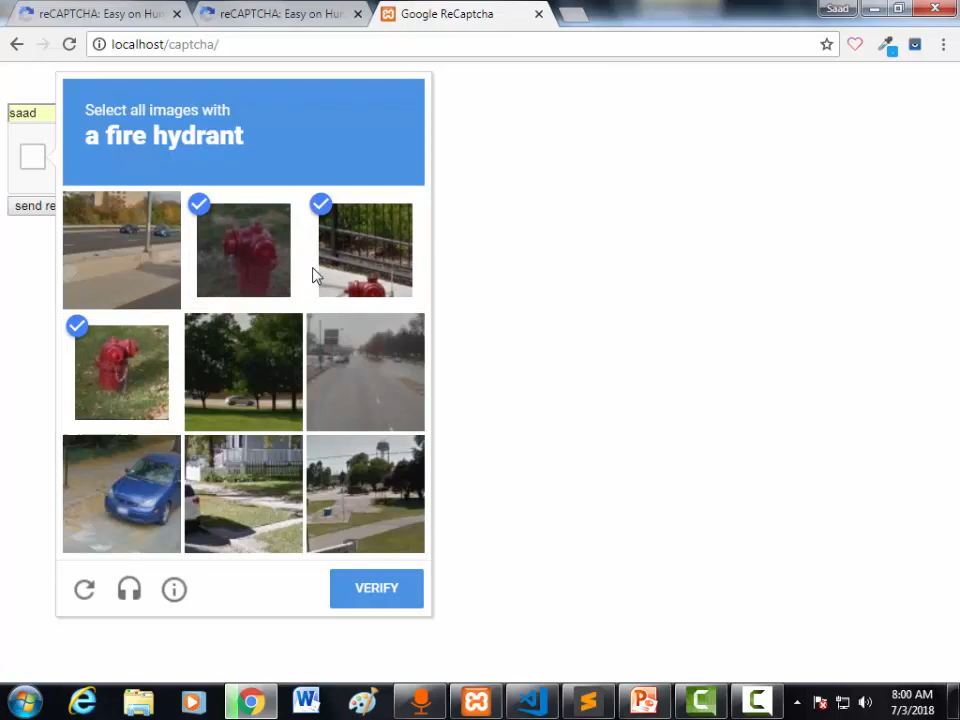 reCAPTCHA: Easy on Hum
reCAPTCHA: Easy on Hum
Google ReCaptcha
Saad
localhost/captcha/
saad
Select all images with
a fire hydrant
send re
VERIFY
8:00 AM
7/3/2018